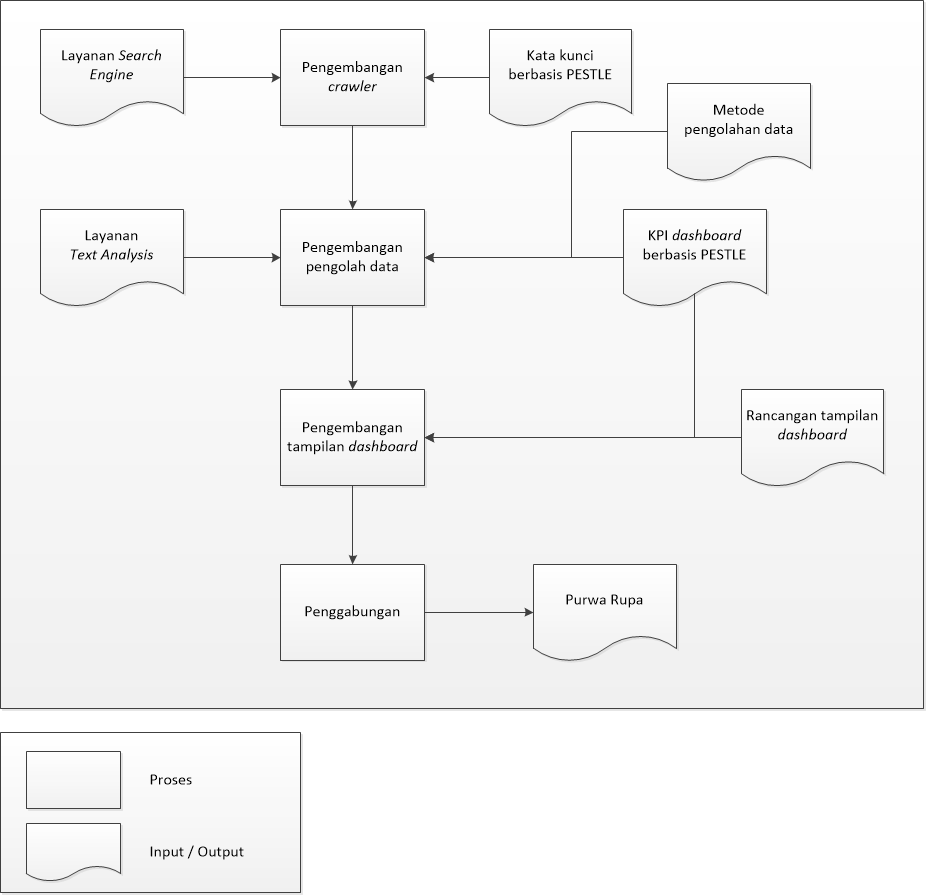 Layanan Search
Engine
Pengembangan
crawler
Kata kunci
berbasis PESTLE
Metode
pengolahan data
Layanan
Text Analysis
Pengembangan
pengolah data
KPI dashboard
berbasis PESTLE
Pengembangan
tampilan dashboard
Rancangan tampilan
dashboard
Penggabungan
Purwa Rupa
Proses
Input / Output